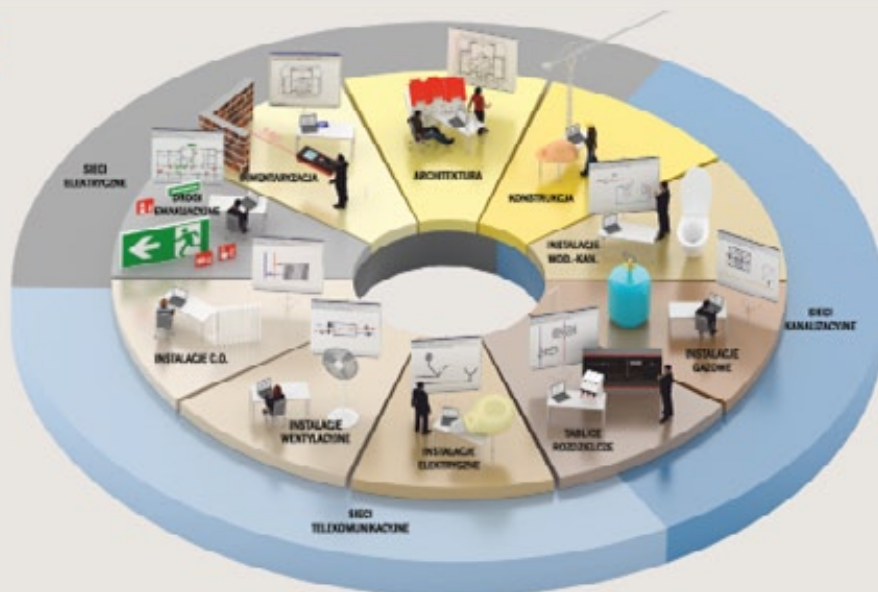 ARCHITEKTURA
INWENTARYZACJA
KONSTRUKCJA
SIECI
ELEKTRYCZNE
DROGI
EWAKUACYJNE
INSTALACJE
WOD.-KAN.
SIECI
KANALIZACYJNE
INSTALACJE
GAZOWE
INSTALACJE C.O.
INSTALACJE
WENTYLACYJNE
INSTALACJE
ELEKTRYCZNE
TABLICE
ROZDZIELCZE
SIECI
TELEKOMUNIKACYJNE